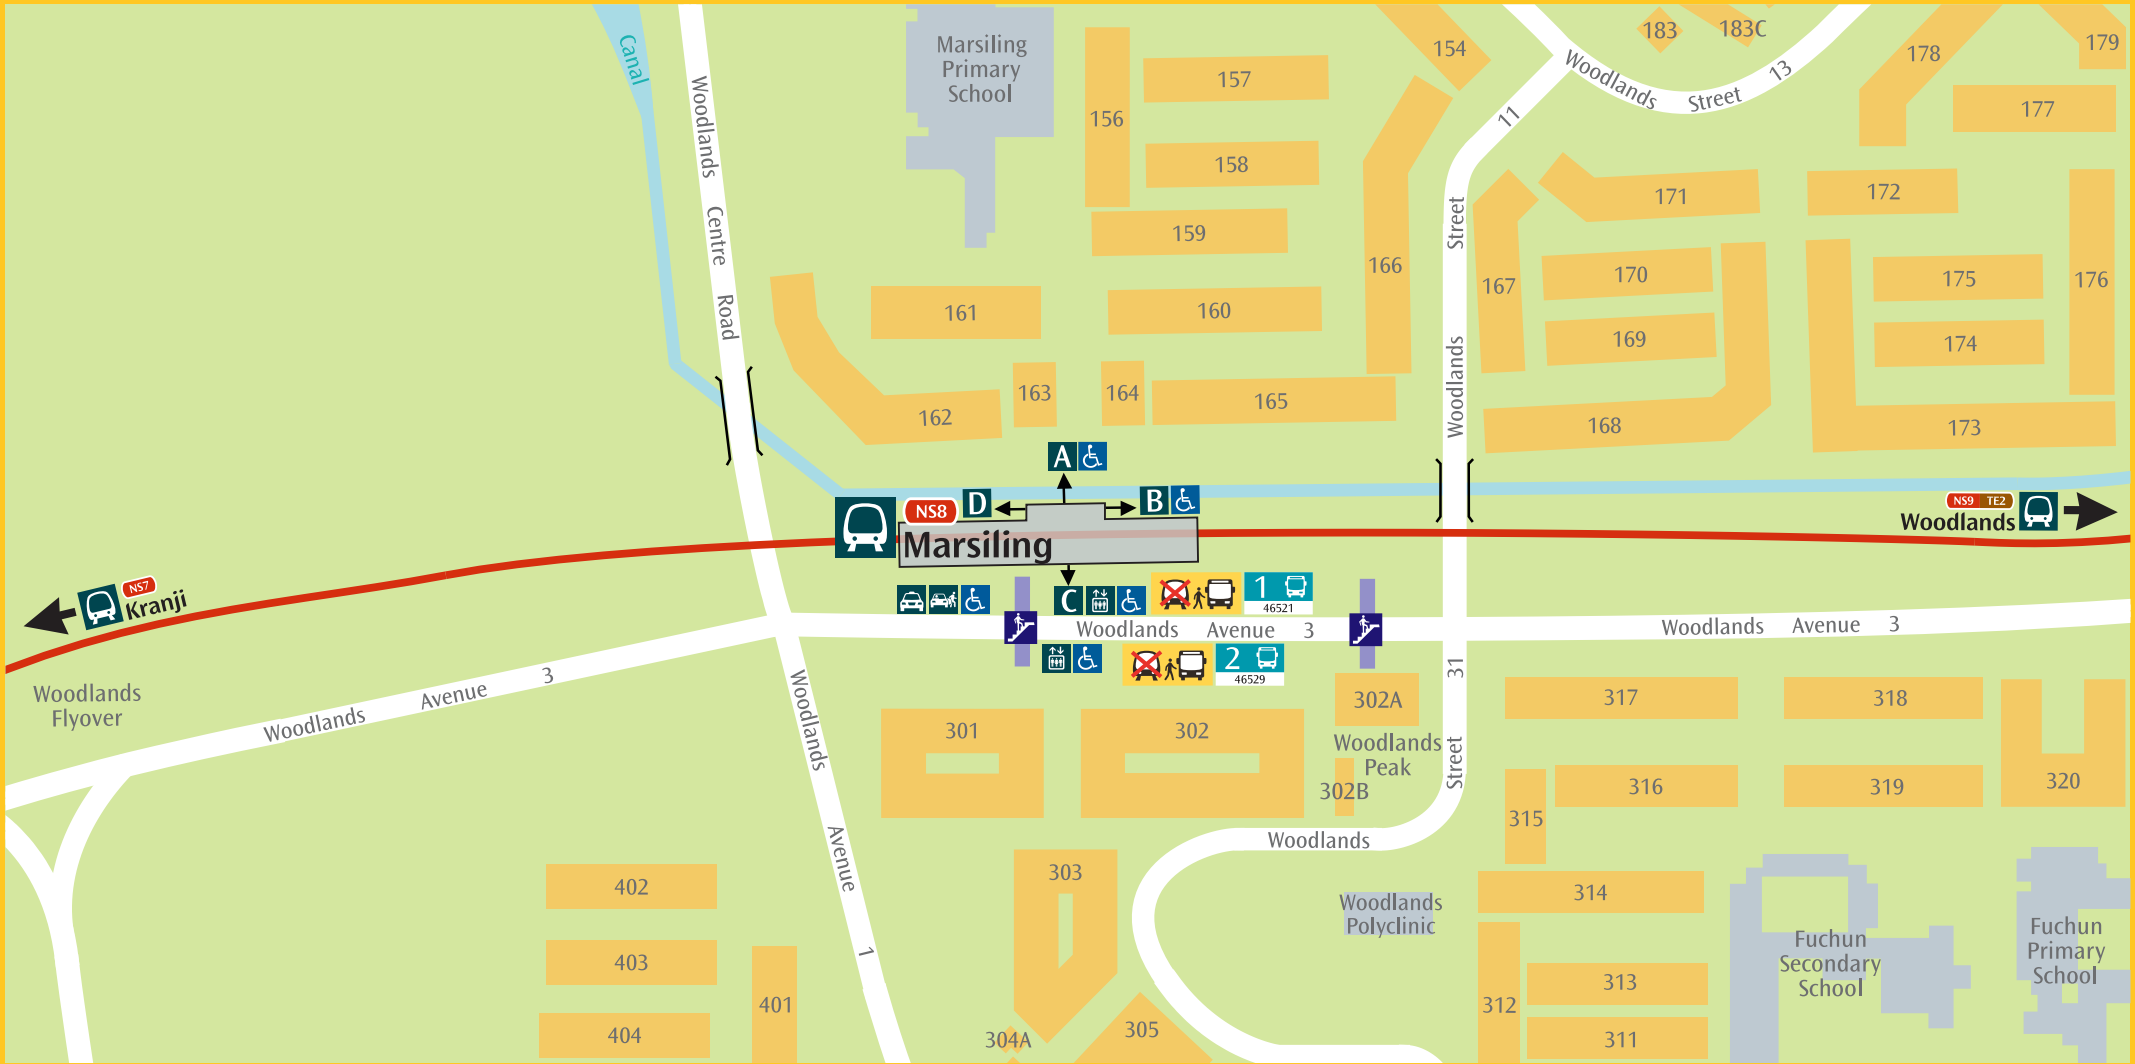 Canal
Woodlands Centre Road
Marsiling
Primary
School
156
157
158
159
154
183
183C
178
179
177
Woodlands Street 13
Woodlands Street 11
166
171
172
167
170
169
175
176
174
168
173
161
160
162
163
164
165
A
D
B
NS8
Marsiling
C
NS7
Kranji
NS9 TE2
Woodlands
1
46521
2
46529
Woodlands Avenue 3
Woodlands Avenue 3
Woodlands Avenue 3
Woodlands
Flyover
Woodlands Avenue 1
301
302
302A
Woodlands
Peak
302B
Woodlands Street 31
317
318
316
319
320
315
303
402
403
404
401
304A
305
Woodlands
Polyclinic
314
312
313
311
Fuchun
Secondary
School
Fuchun
Primary
School